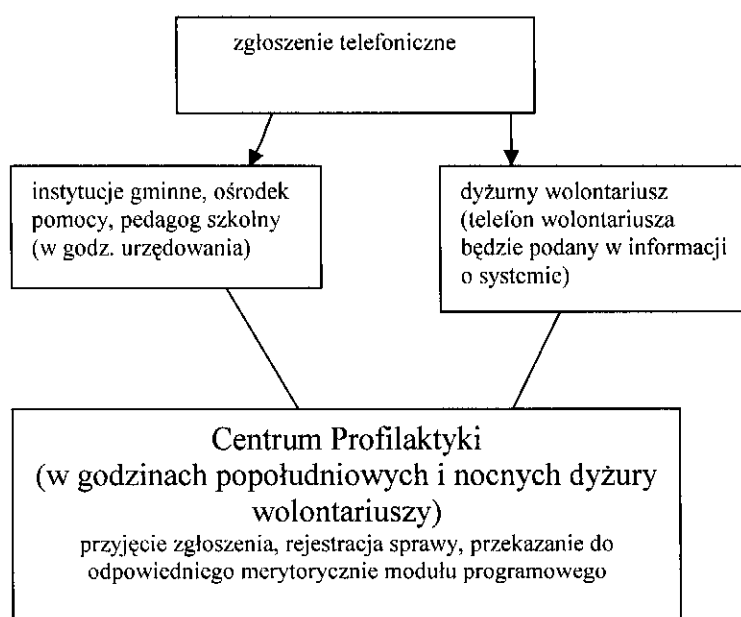 zgłoszenie telefoniczne
instytucje gminne, ośrodek
pomocy, pedagog szkolny
(w godz. urzędowania)
dyżurny wolontariusz
(telefon wolontariusza
będzie podany w informacji
o systemie)
Centrum Profilaktyki
(w godzinach popołudniowych i nocnych dyżury
wolontariuszy)
przyjęcie zgłoszenia, rejestracja sprawy, przekazanie do
odpowiedniego merytorycznie modułu programowego